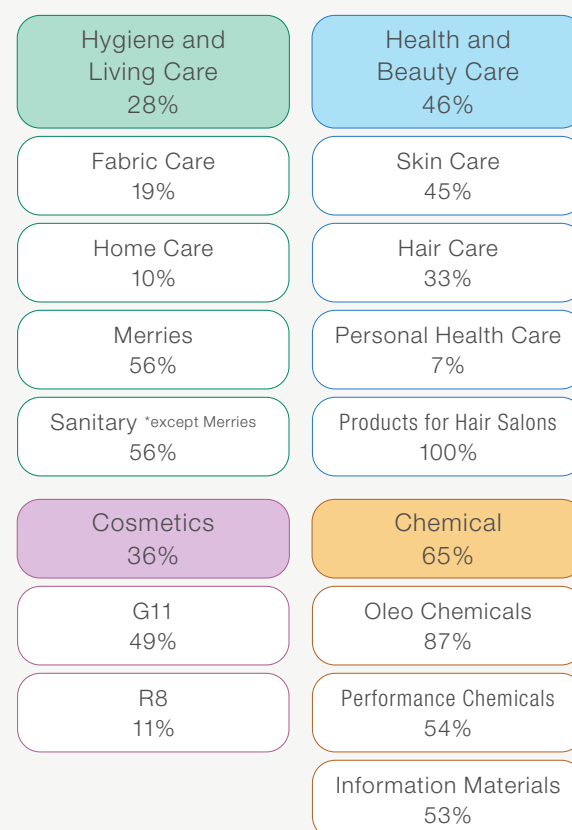 Hygiene and
Living Care
28%
Fabric Care
19%
Home Care
10%
Merries
56%
Sanitary *except Merries
56%
Health and
Beauty Care
46%
Skin Care
45%
Hair Care
33%
Personal Health Care
7%
Products for Hair Salons
100%
Cosmetics
36%
G11
49%
R8
11%
Chemical
65%
Oleo Chemicals
87%
Performance Chemicals
54%
Information Materials
53%